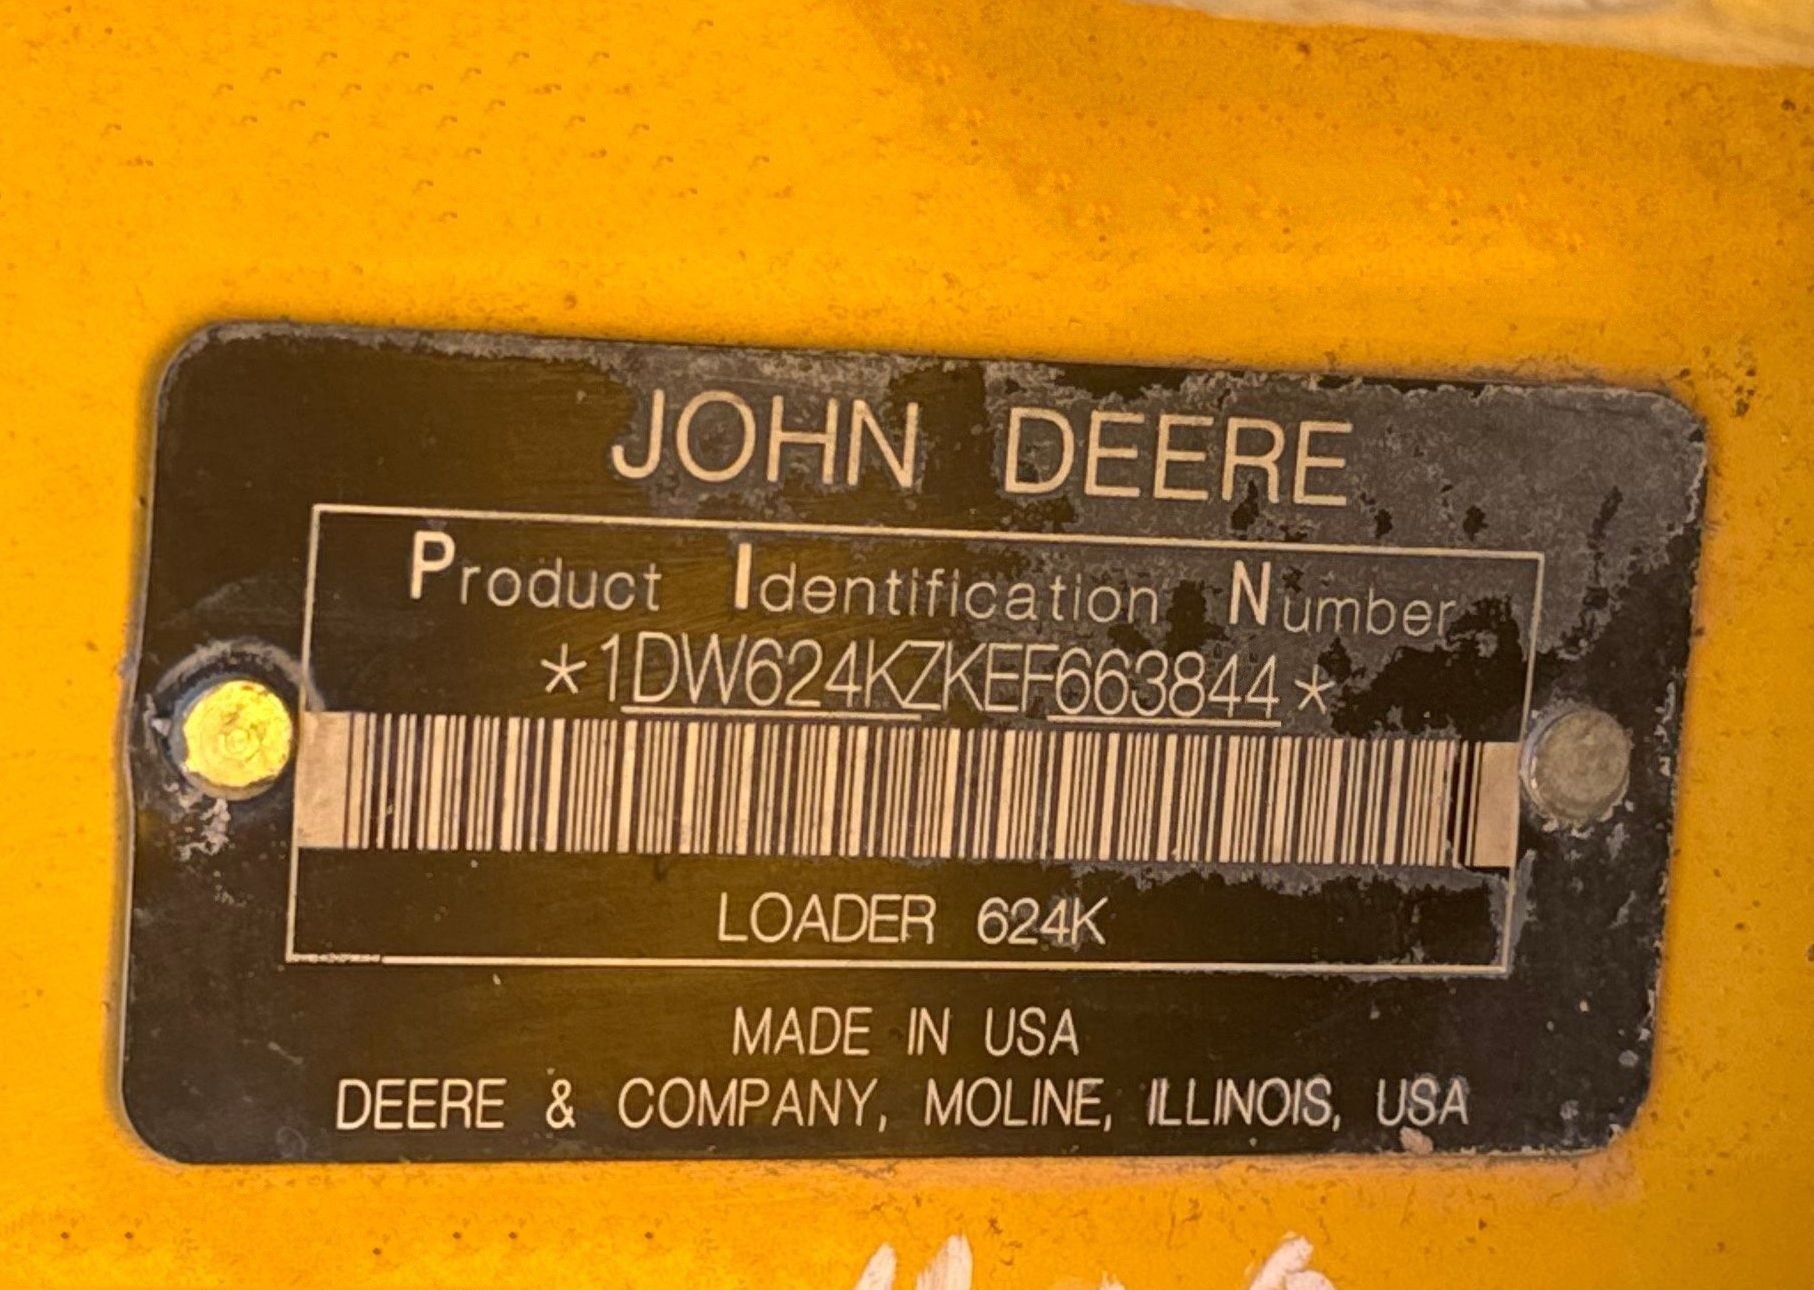 JOHN DEERE
Product Identification Number
*1DW624KZKEF663844*
LOADER 624K
MADE IN USA
DEERE & COMPANY, MOLINE, ILLINOIS, USA